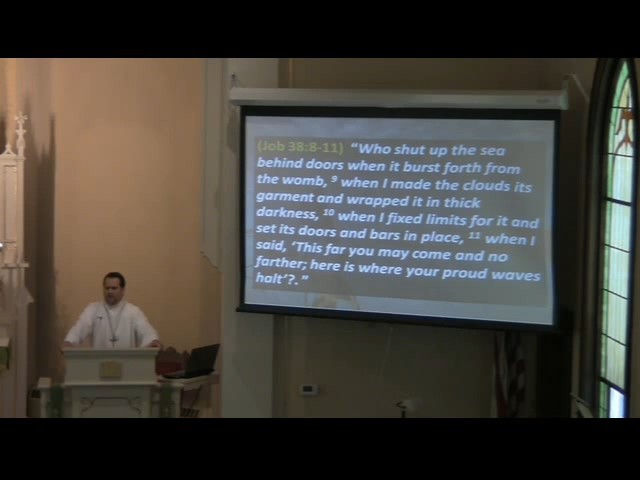 (Job 38:8-11) “Who shut up the sea
behind doors when it burst forth from
the womb, 9 when I made the clouds its
garment and wrapped it in thick
darkness, 10 when I fixed limits for it and
set its doors and bars in place, 11 when I
said, ‘This far you may come and no
farther; here is where your proud waves
halt’?.”